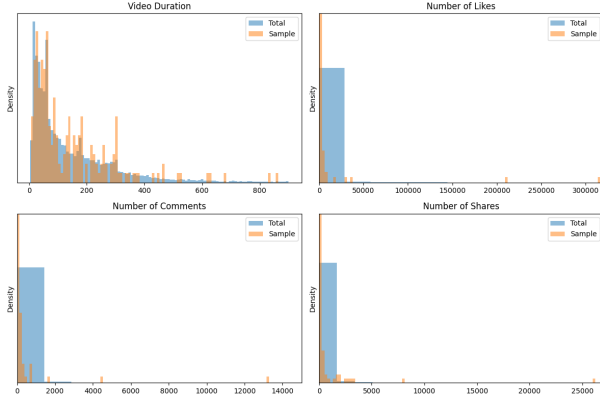 Video Duration
Density
Total
Sample
0
200
400
600
800
Number of Likes
Density
Total
Sample
0
50000
100000
150000
200000
250000
300000
Number of Comments
Density
Total
Sample
0
2000
4000
6000
8000
10000
12000
14000
Number of Shares
Density
Total
Sample
0
5000
10000
15000
20000
25000